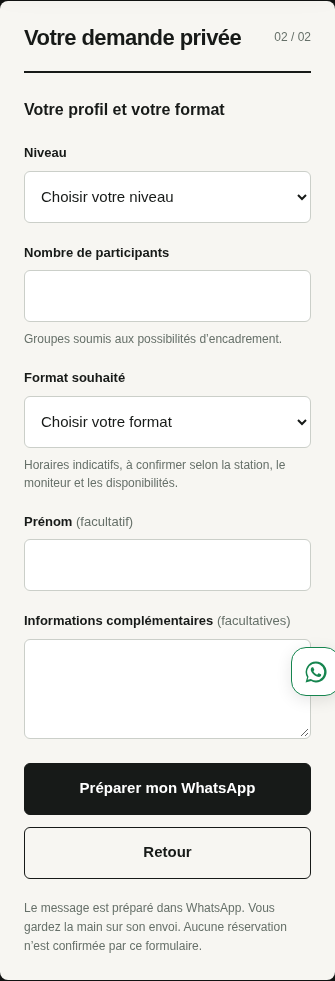 Votre demande privée
02 / 02
Votre profil et votre format
Niveau
Choisir votre niveau
Nombre de participants
Groupes soumis aux possibilités d’encadrement.
Format souhaité
Choisir votre format
Horaires indicatifs, à confirmer selon la station, le
moniteur et les disponibilités.
Prénom (facultatif)
Informations complémentaires (facultatives)
Préparer mon WhatsApp
Retour
Le message est préparé dans WhatsApp. Vous
gardez la main sur son envoi. Aucune réservation
n’est confirmée par ce formulaire.